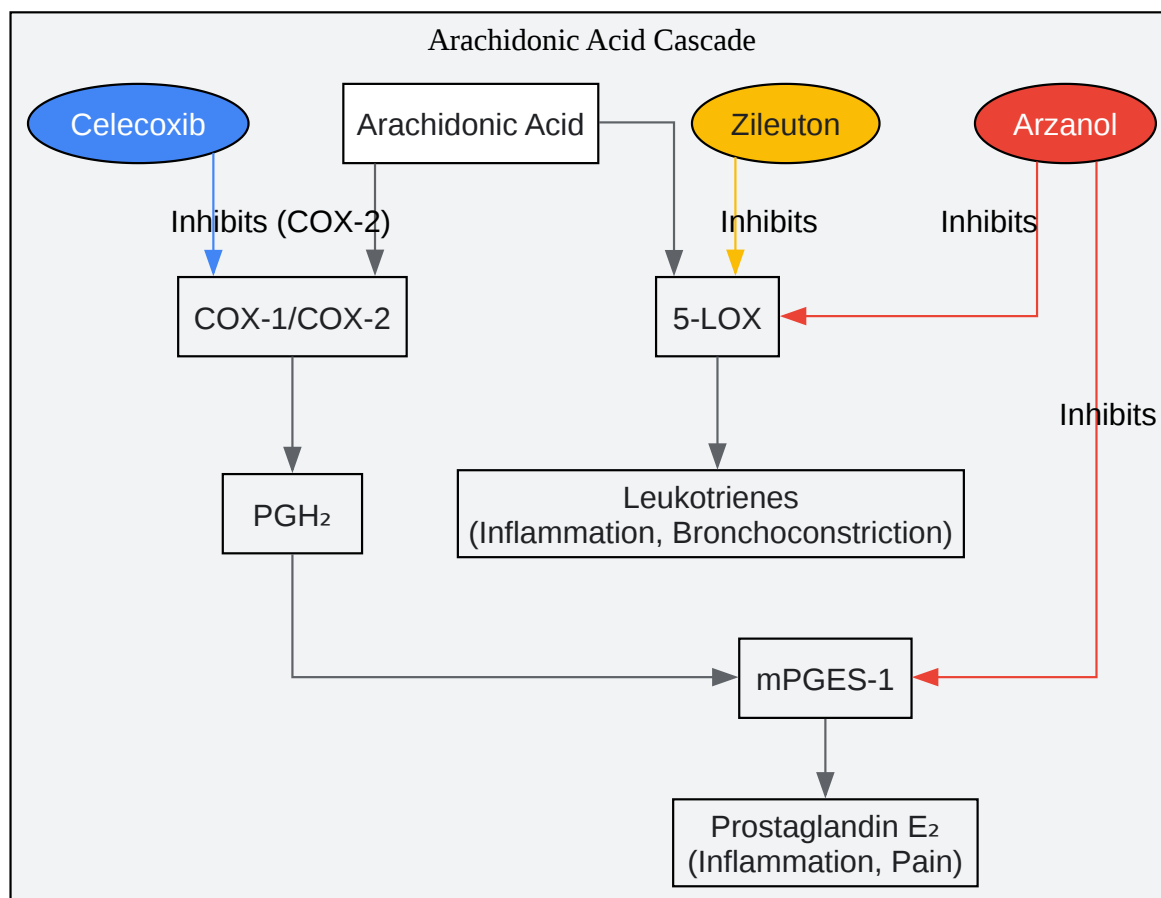 Arachidonic Acid Cascade
Celecoxib
Arachidonic Acid
Zileuton
Arzanol
Inhibits (COX-2)
Inhibits
Inhibits
COX-1/COX-2
5-LOX
Inhibits
PGH₂
Leukotrienes
(Inflammation, Bronchoconstriction)
mPGES-1
Prostaglandin E₂
(Inflammation, Pain)